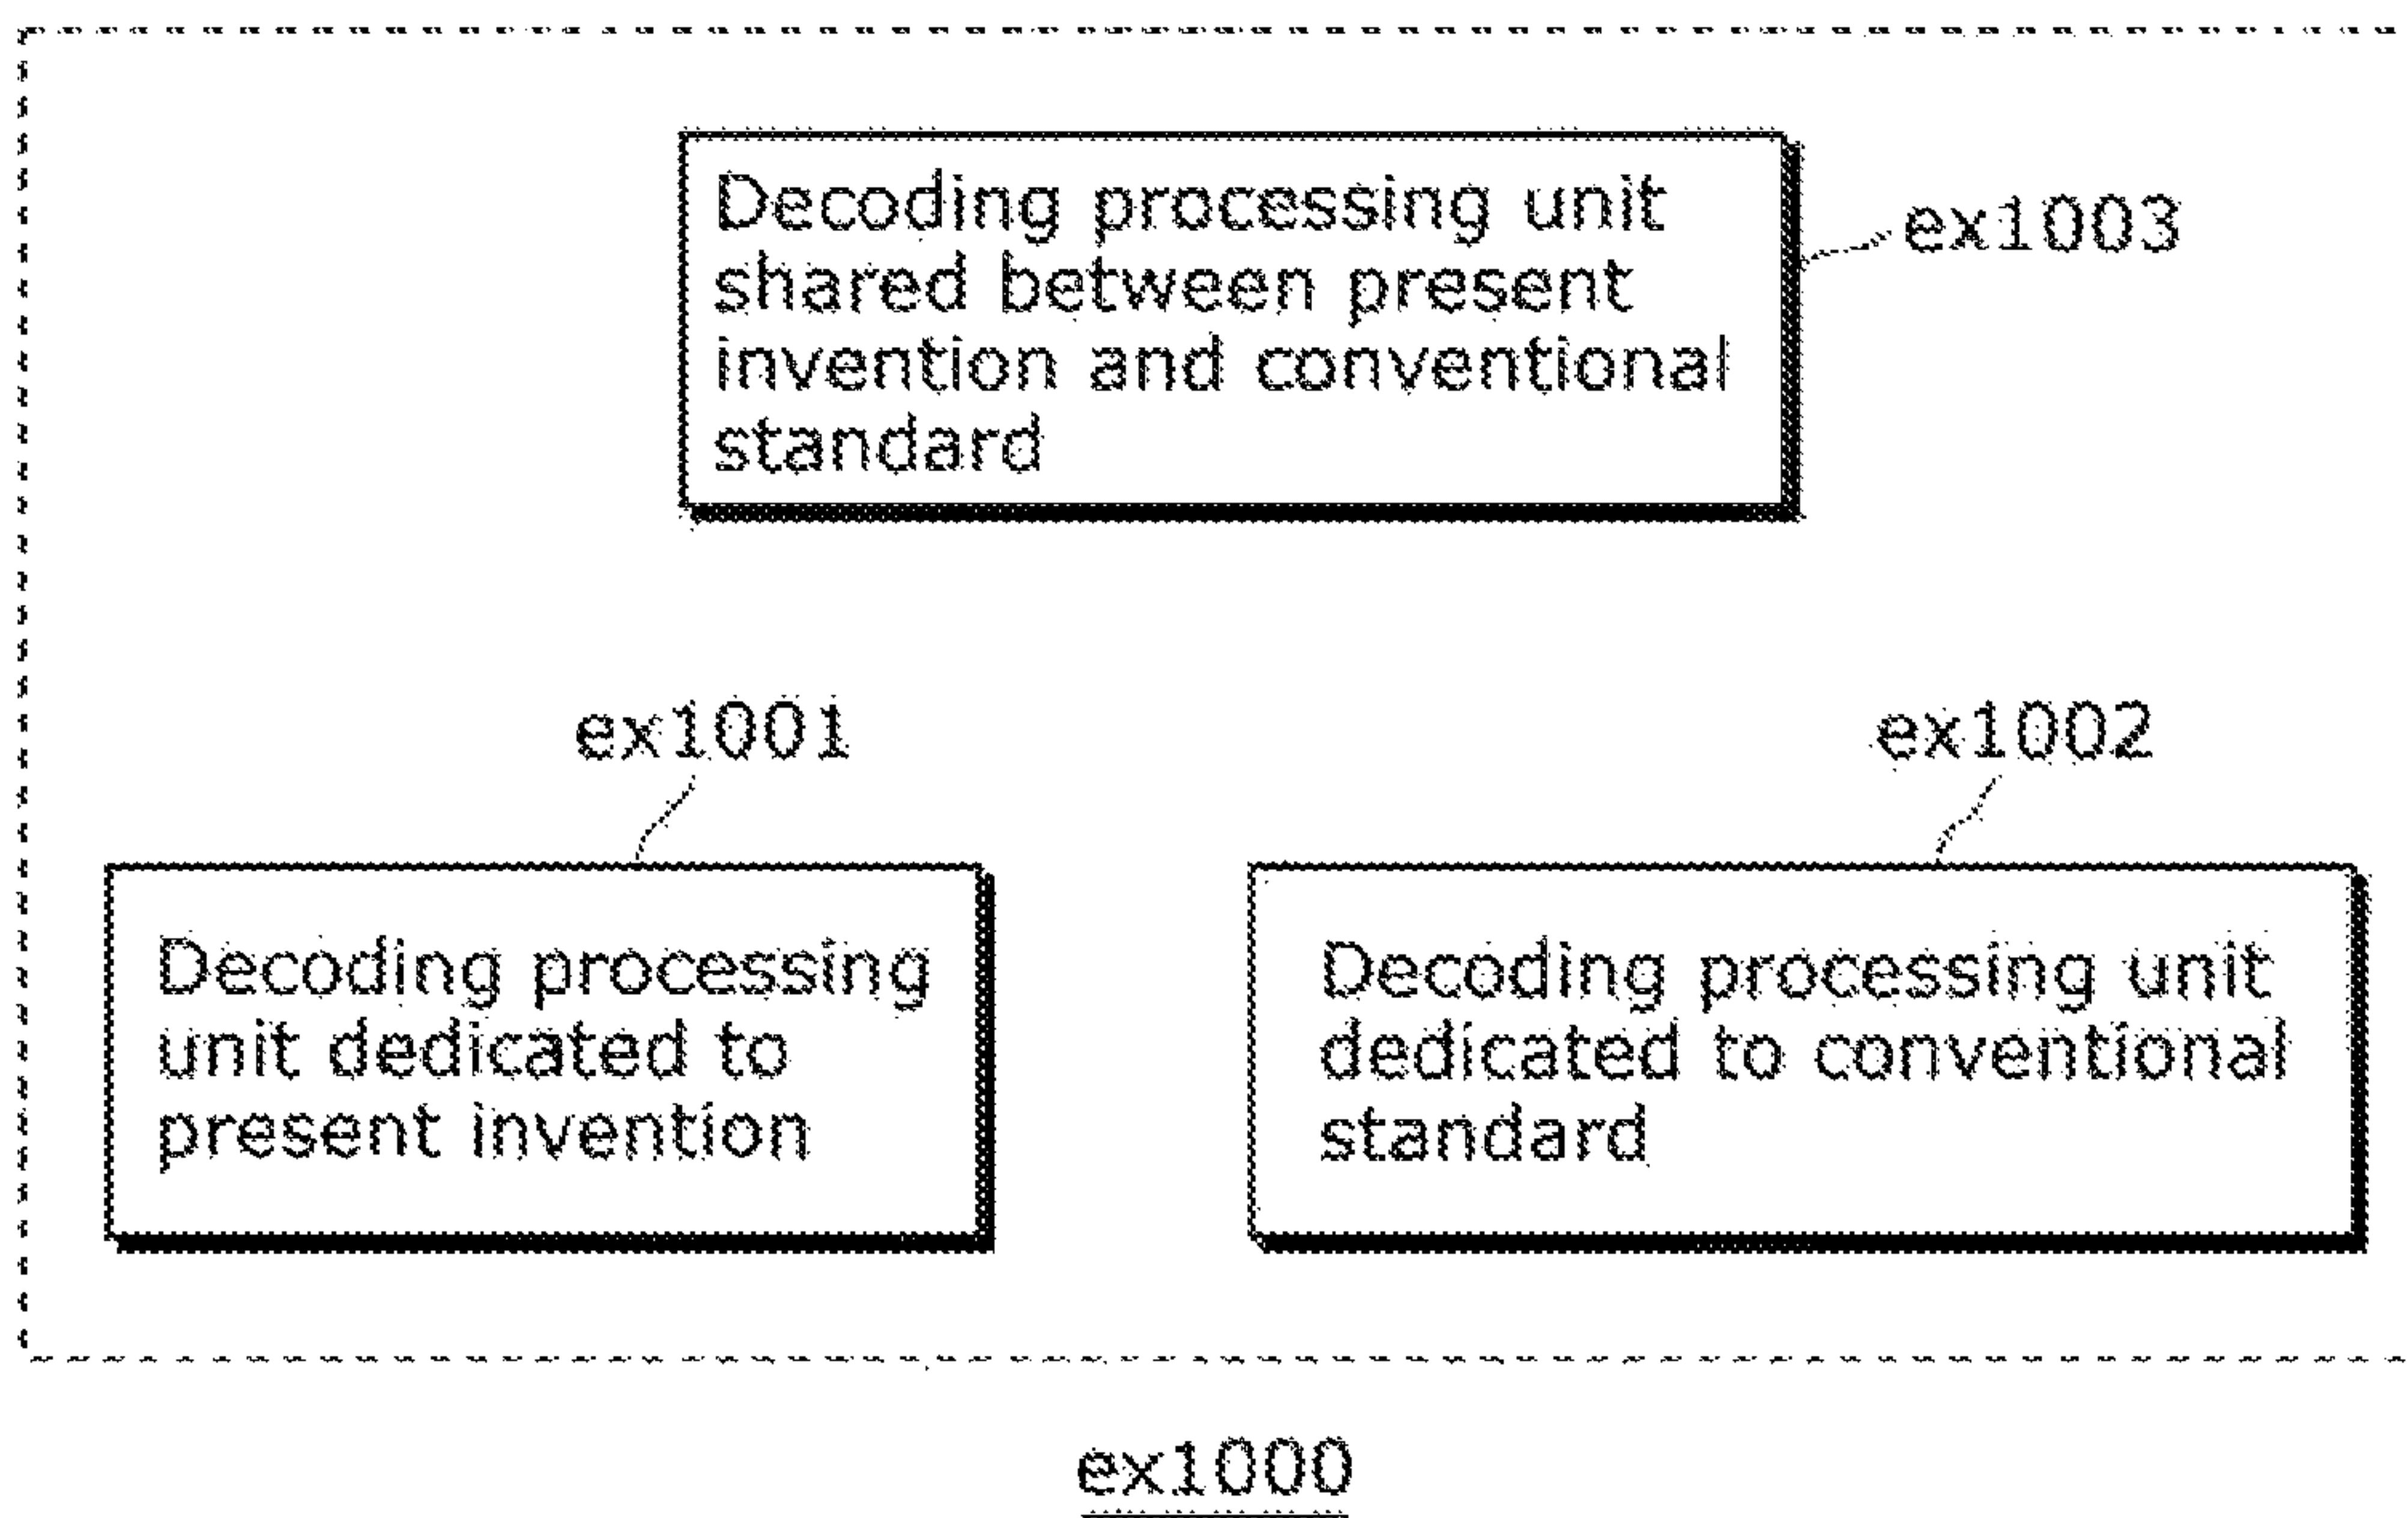 Decoding processing unit
shared between present
invention and conventional
standard
ex1003
ex1001
ex1002
Decoding processing
unit dedicated to
present invention
Decoding processing unit
dedicated to conventional
standard
ex1000